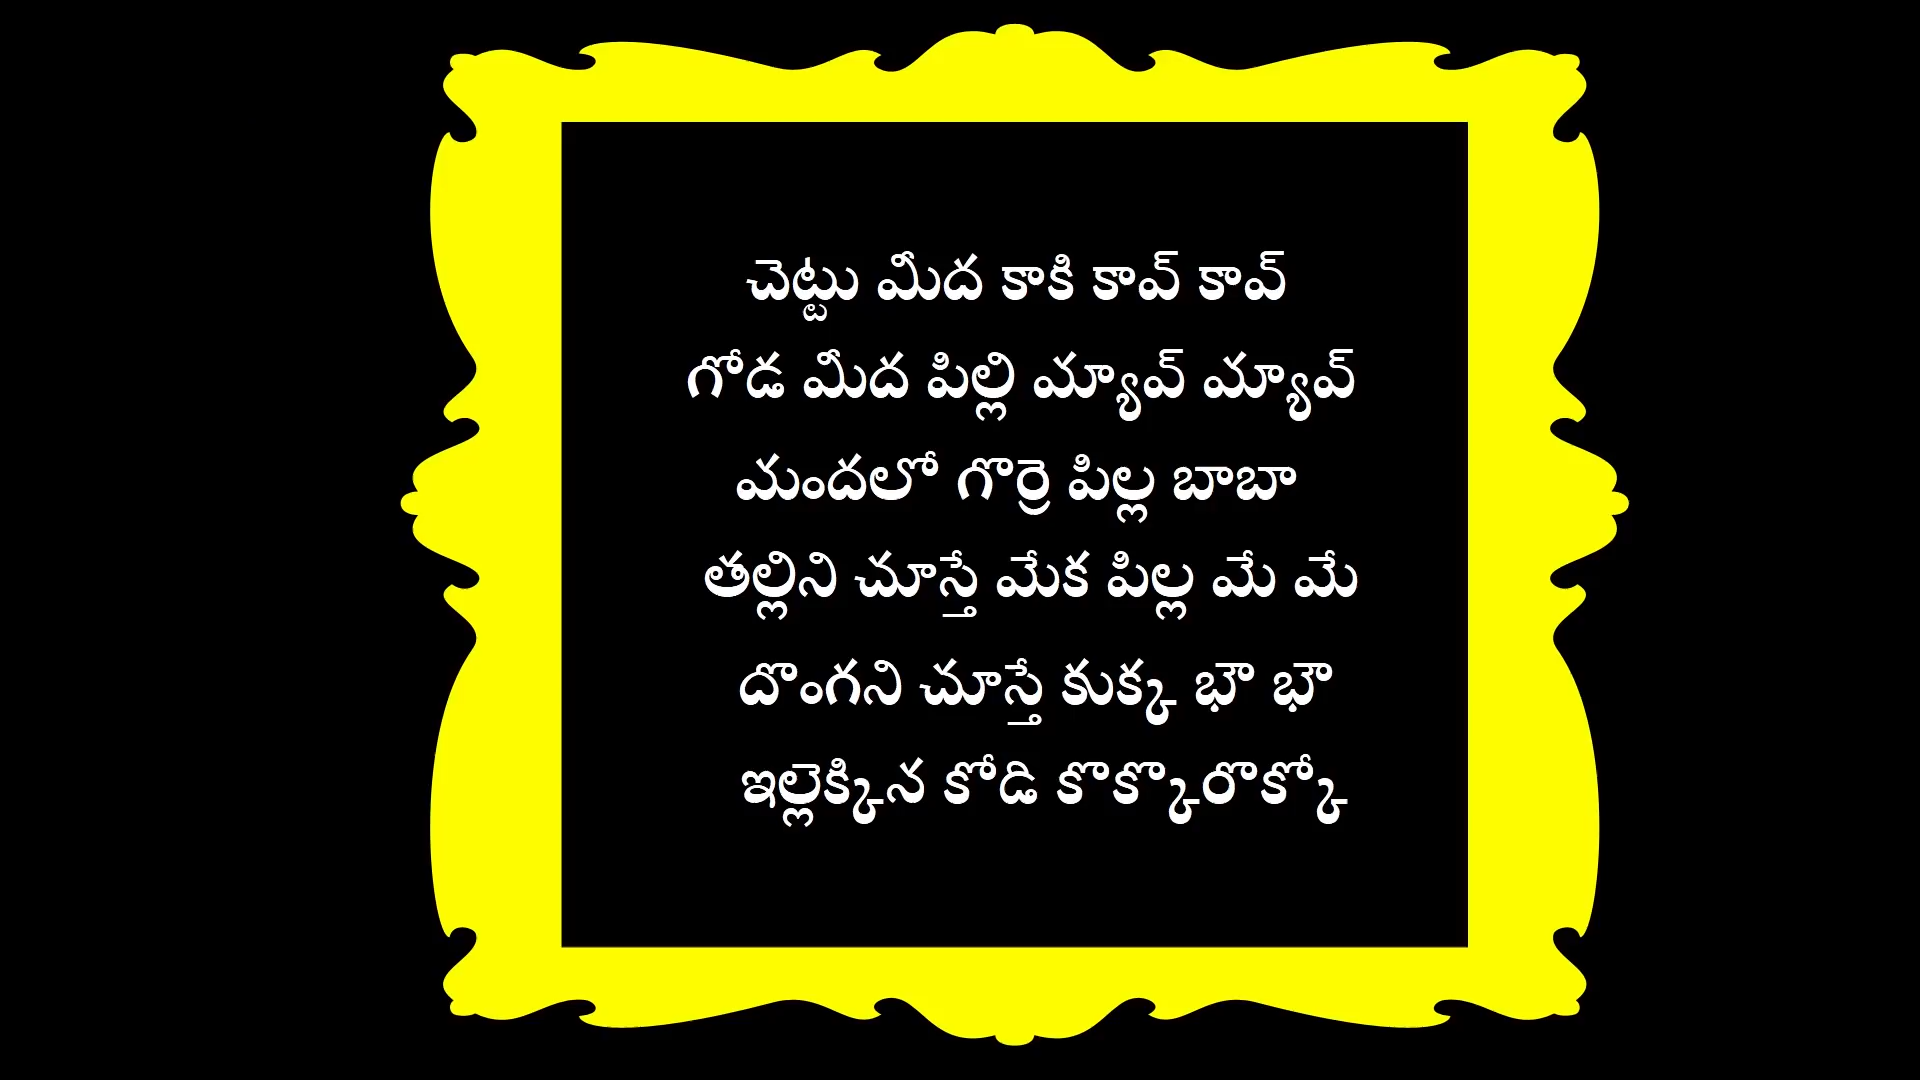 చెట్టు మీద కాకి కావ్ కావ్
గోడ మీద పిల్లి మ్యావ్ మ్యావ్
మందలో గొర్రె పిల్ల బాబా
తల్లిని చూస్తే మేక పిల్ల మే మే
దొంగని చూస్తే కుక్క భౌ భౌ
ఇల్లెక్కిన కోడి కొక్కొరొక్కో